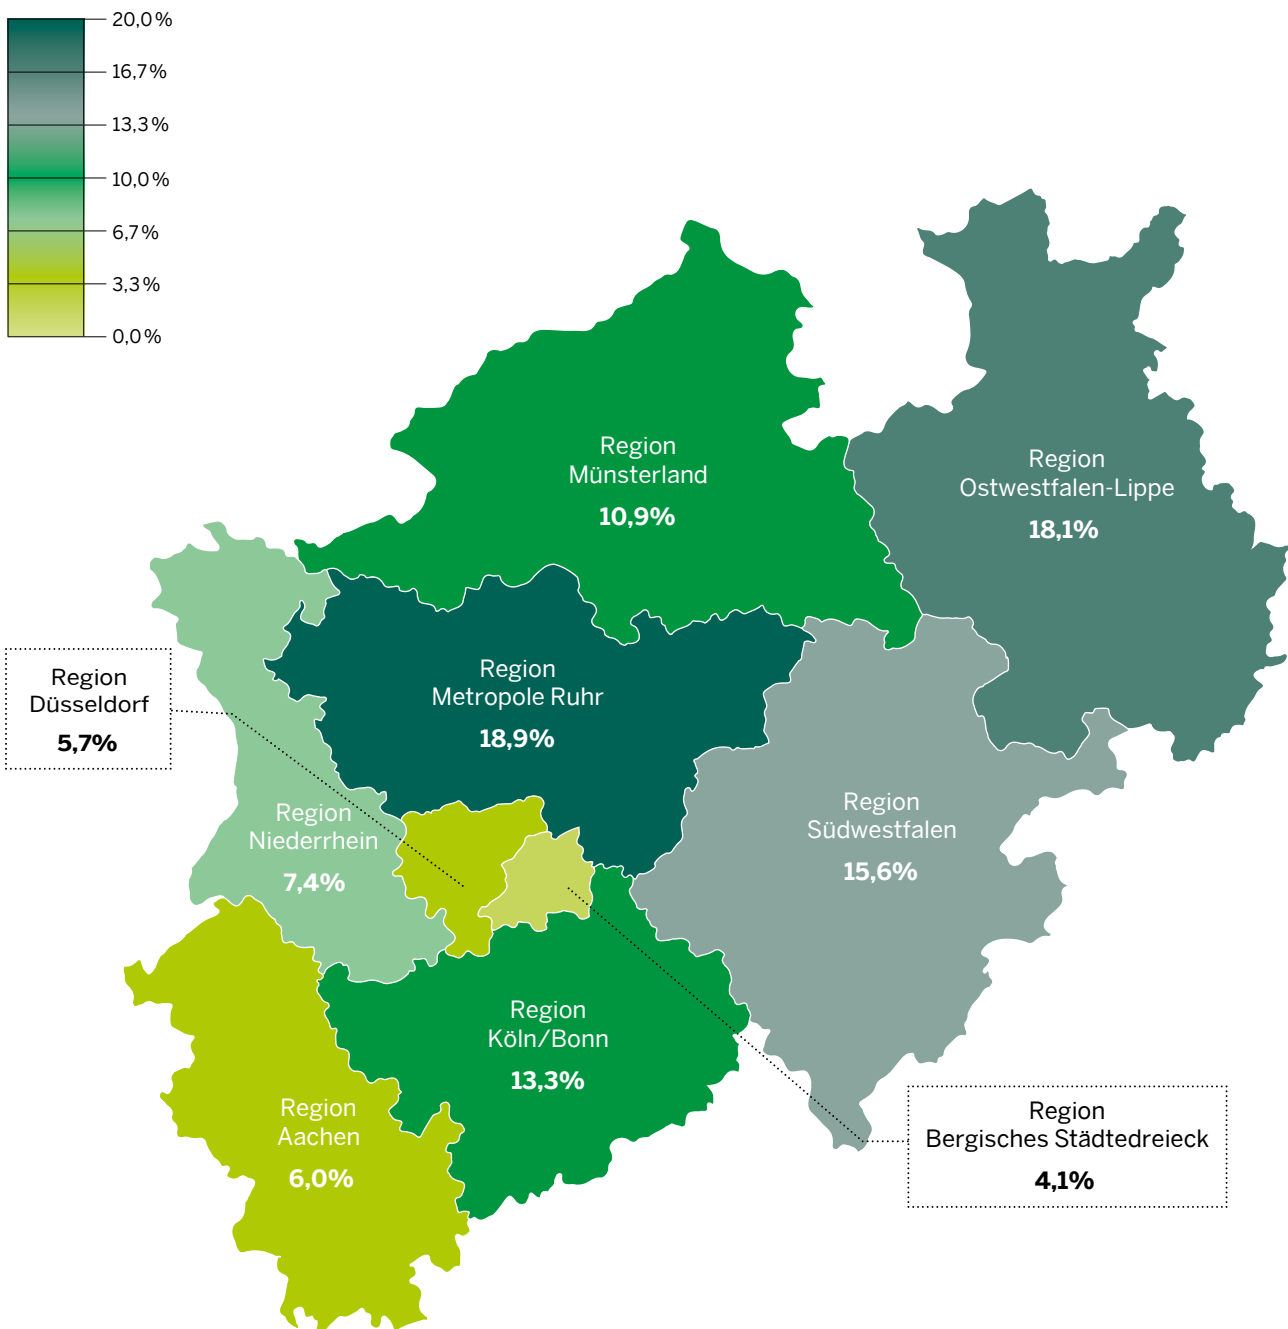 20,0 %
16,7 %
13,3 %
10,0 %
6,7 %
3,3 %
0,0 %
Region
Münsterland
10,9%
Region
Ostwestfalen-Lippe
18,1%
Region
Metropole Ruhr
18,9%
Region
Düsseldorf
5,7%
Region
Niederrhein
7,4%
Region
Südwestfalen
15,6%
Region
Köln/Bonn
13,3%
Region
Aachen
6,0%
Region
Bergisches Städtedreieck
4,1%